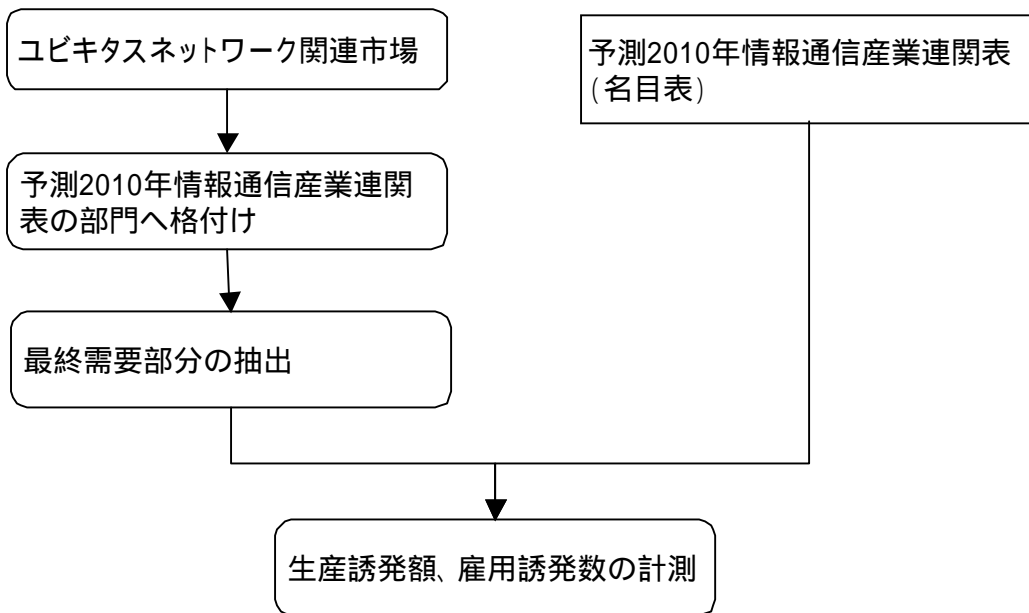 ユビキタスネットワーク関連市場
予測2010年情報通信産業連関表
(名目表)
予測2010年情報通信産業連関
表の部門へ格付け
最終需要部分の抽出
生産誘発額、雇用誘発数の計測